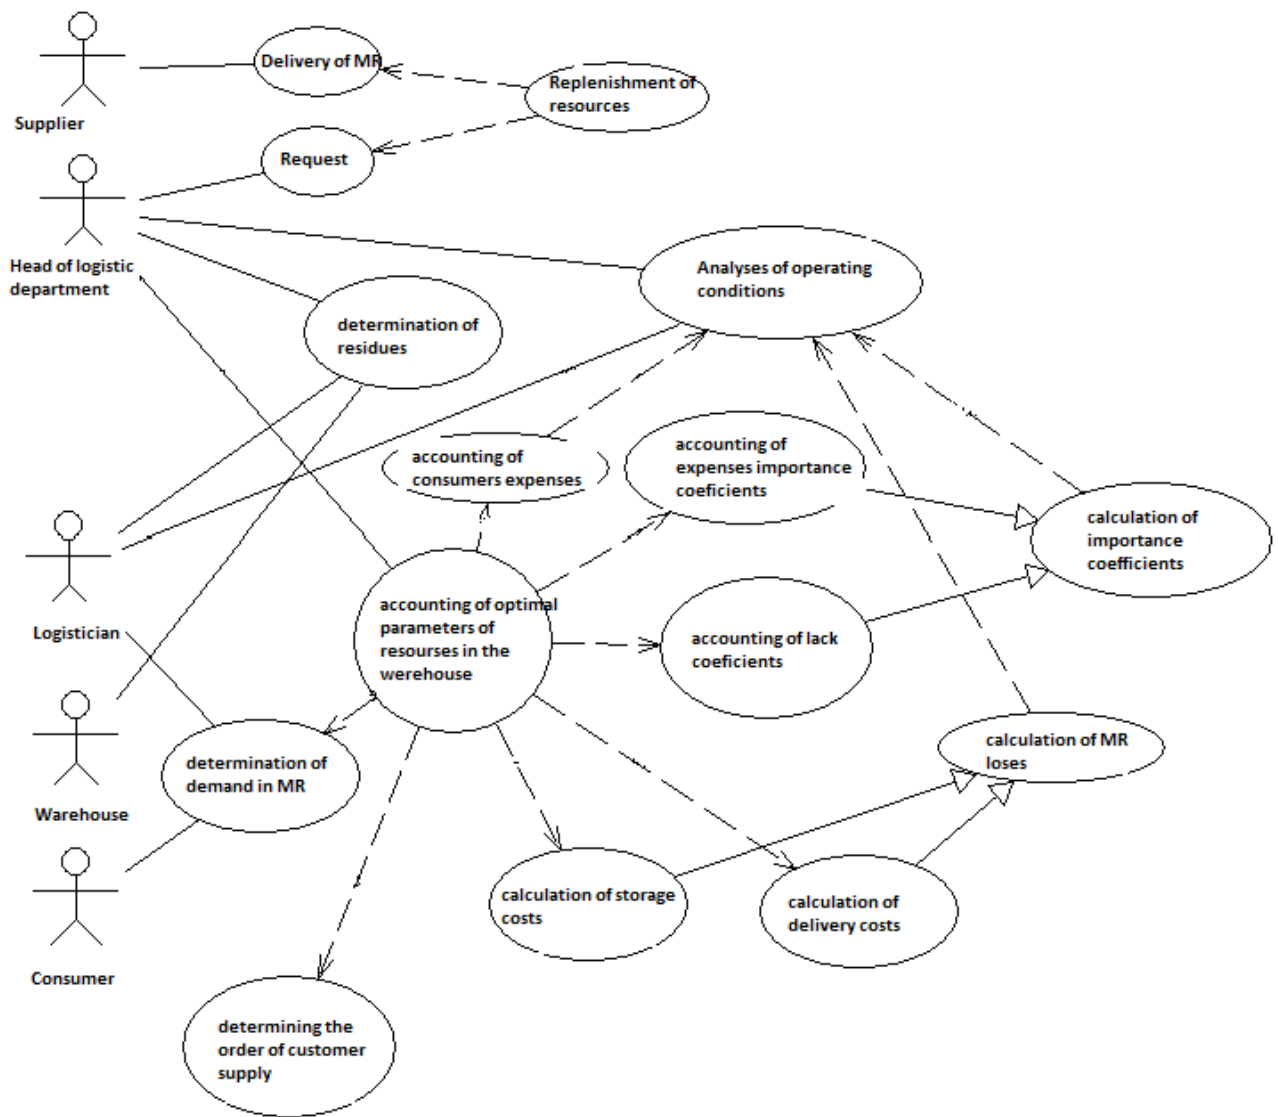 Delivery of MR
Replenishment of
resources
Supplier
Request
Head of logistic
department
Analyses of operating
conditions
determination of
residues
accounting of
consumers expenses
accounting of
expenses importance
coeficients
calculation of
importance
coefficients
Logistician
accounting of optimal
parameters of
resourses in the
werehouse
accounting of lack
coeficients
Warehouse
determination of
demand in MR
calculation of MR
loses
Consumer
calculation of storage
costs
calculation of
delivery costs
determining the
order of customer
supply